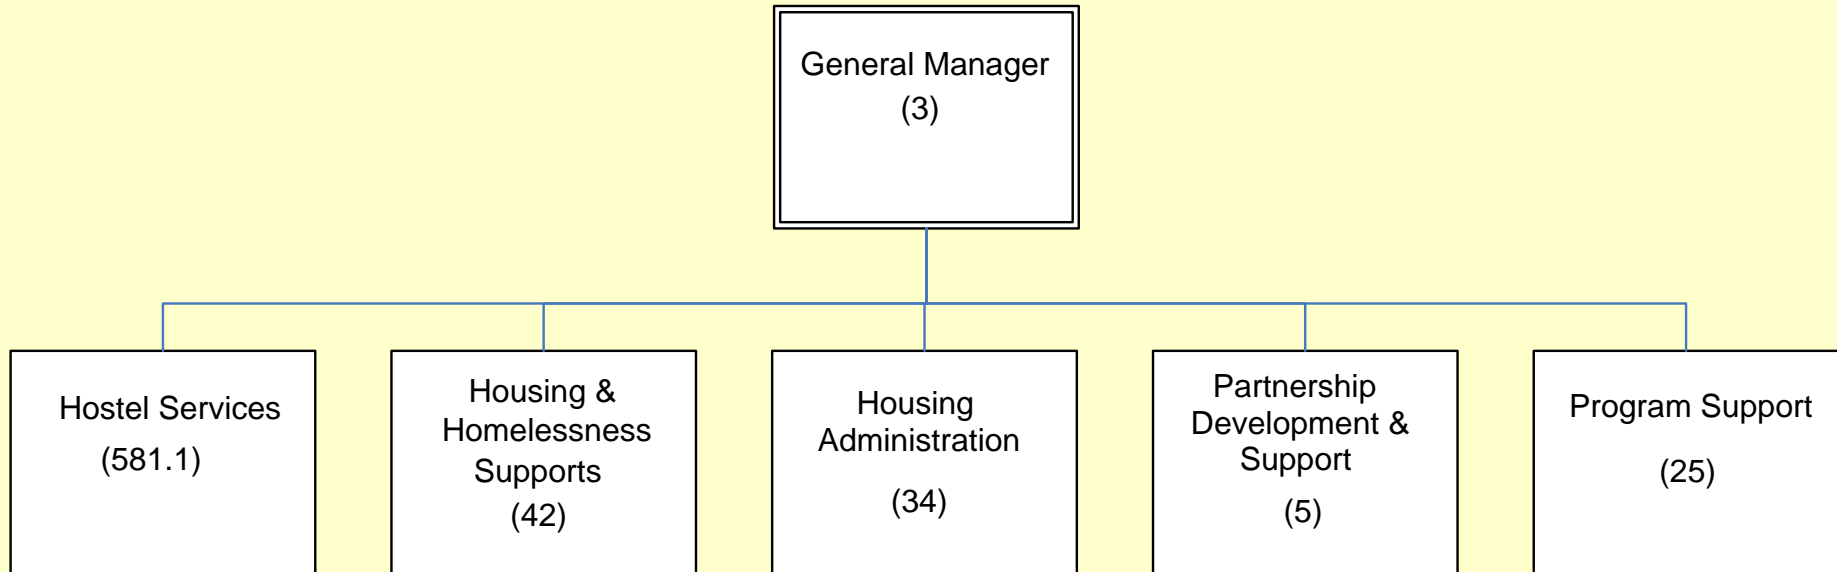 General Manager
(3)
Hostel Services
(581.1)
Housing &
Homelessness
Supports
(42)
Housing
Administration
(34)
Partnership
Development &
Support
(5)
Program Support
(25)